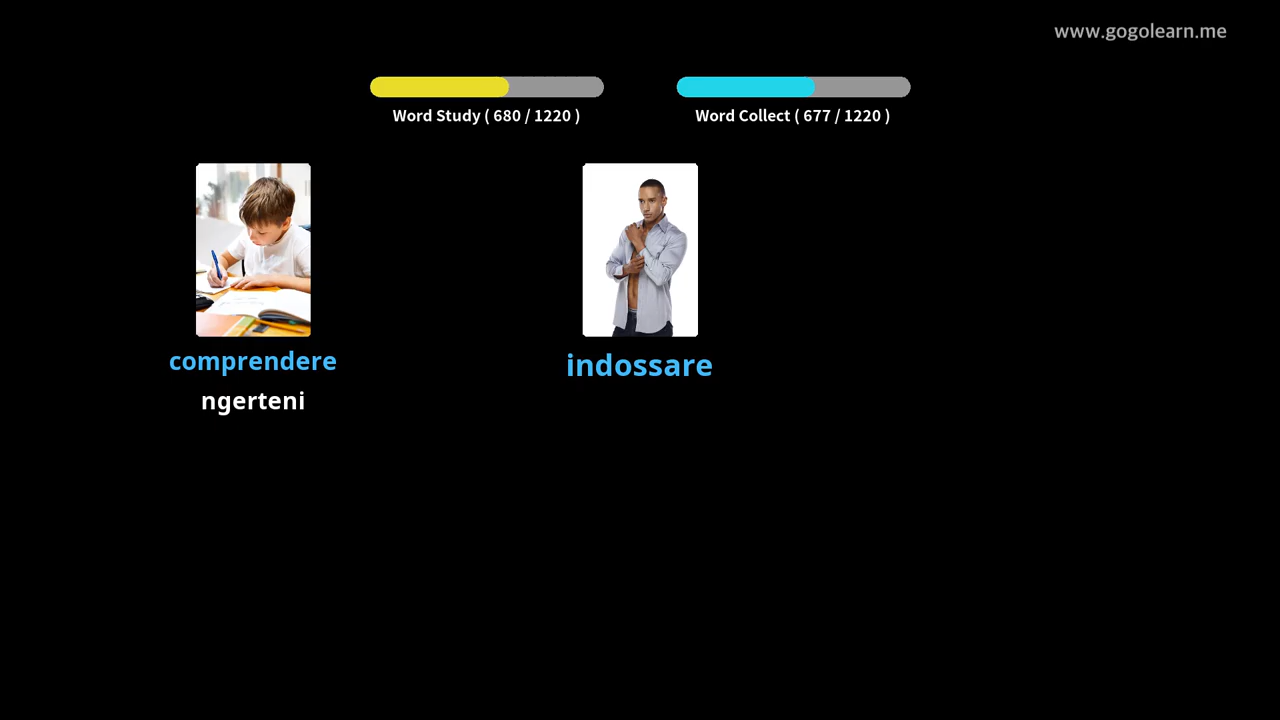 www.gogolearn.me
Word Study ( 680 / 1220 )
Word Collect ( 677 / 1220 )
comprendere
ngerteni
indossare